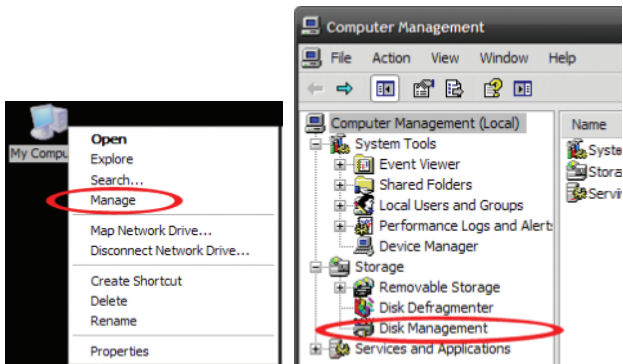 My Compu
Open
Explore
Search...
Manage
Map Network Drive...
Disconnect Network Drive...
Create Shortcut
Delete
Rename
Properties
Computer Management
File Action View Window Help
Computer Management (Local)
Name
System Tools
Syste
Event Viewer
Stora
Shared Folders
Servi
Local Users and Groups
Performance Logs and Alert
Device Manager
Storage
Removable Storage
Disk Defragmenter
Disk Management
Services and Applications